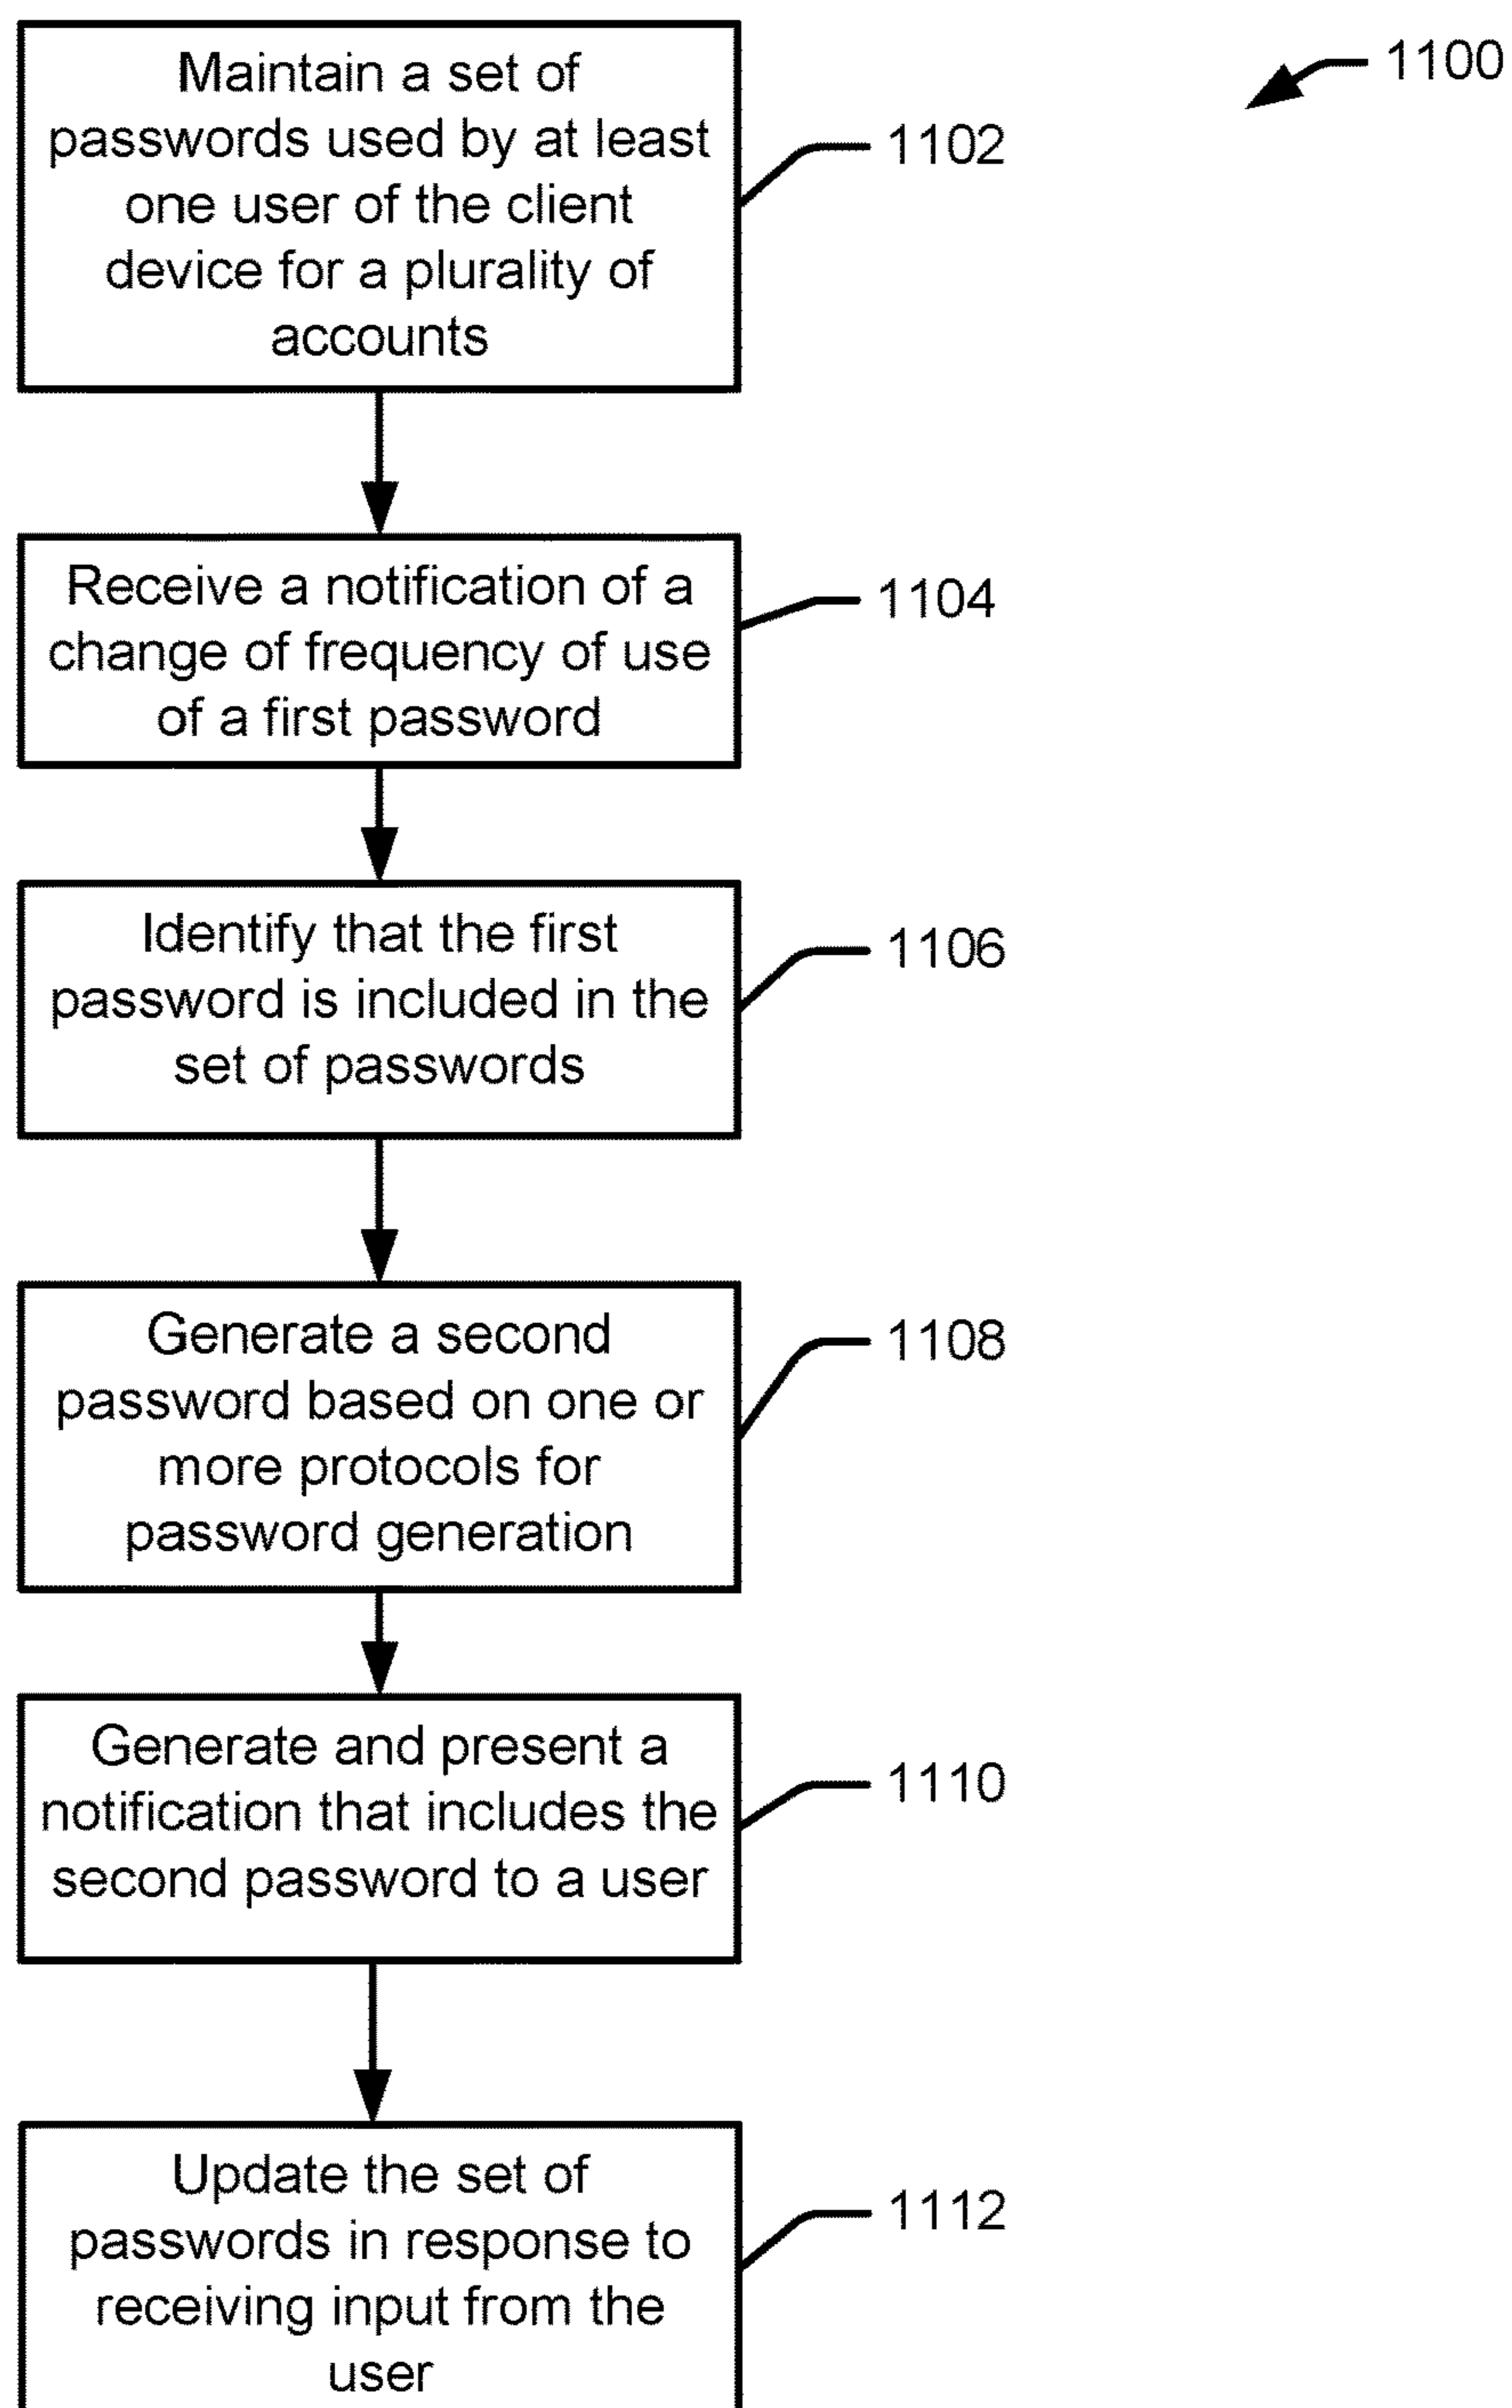 1100
Maintain a set of
passwords used by at least
one user of the client
device for a plurality of
accounts
1102
Receive a notification of a
change of frequency of use
of a first password
1104
Identify that the first
password is included in the
set of passwords
1106
Generate a second
password based on one or
more protocols for
password generation
1108
Generate and present a
notification that includes the
second password to a user
1110
Update the set of
passwords in response to
receiving input from the
user
1112